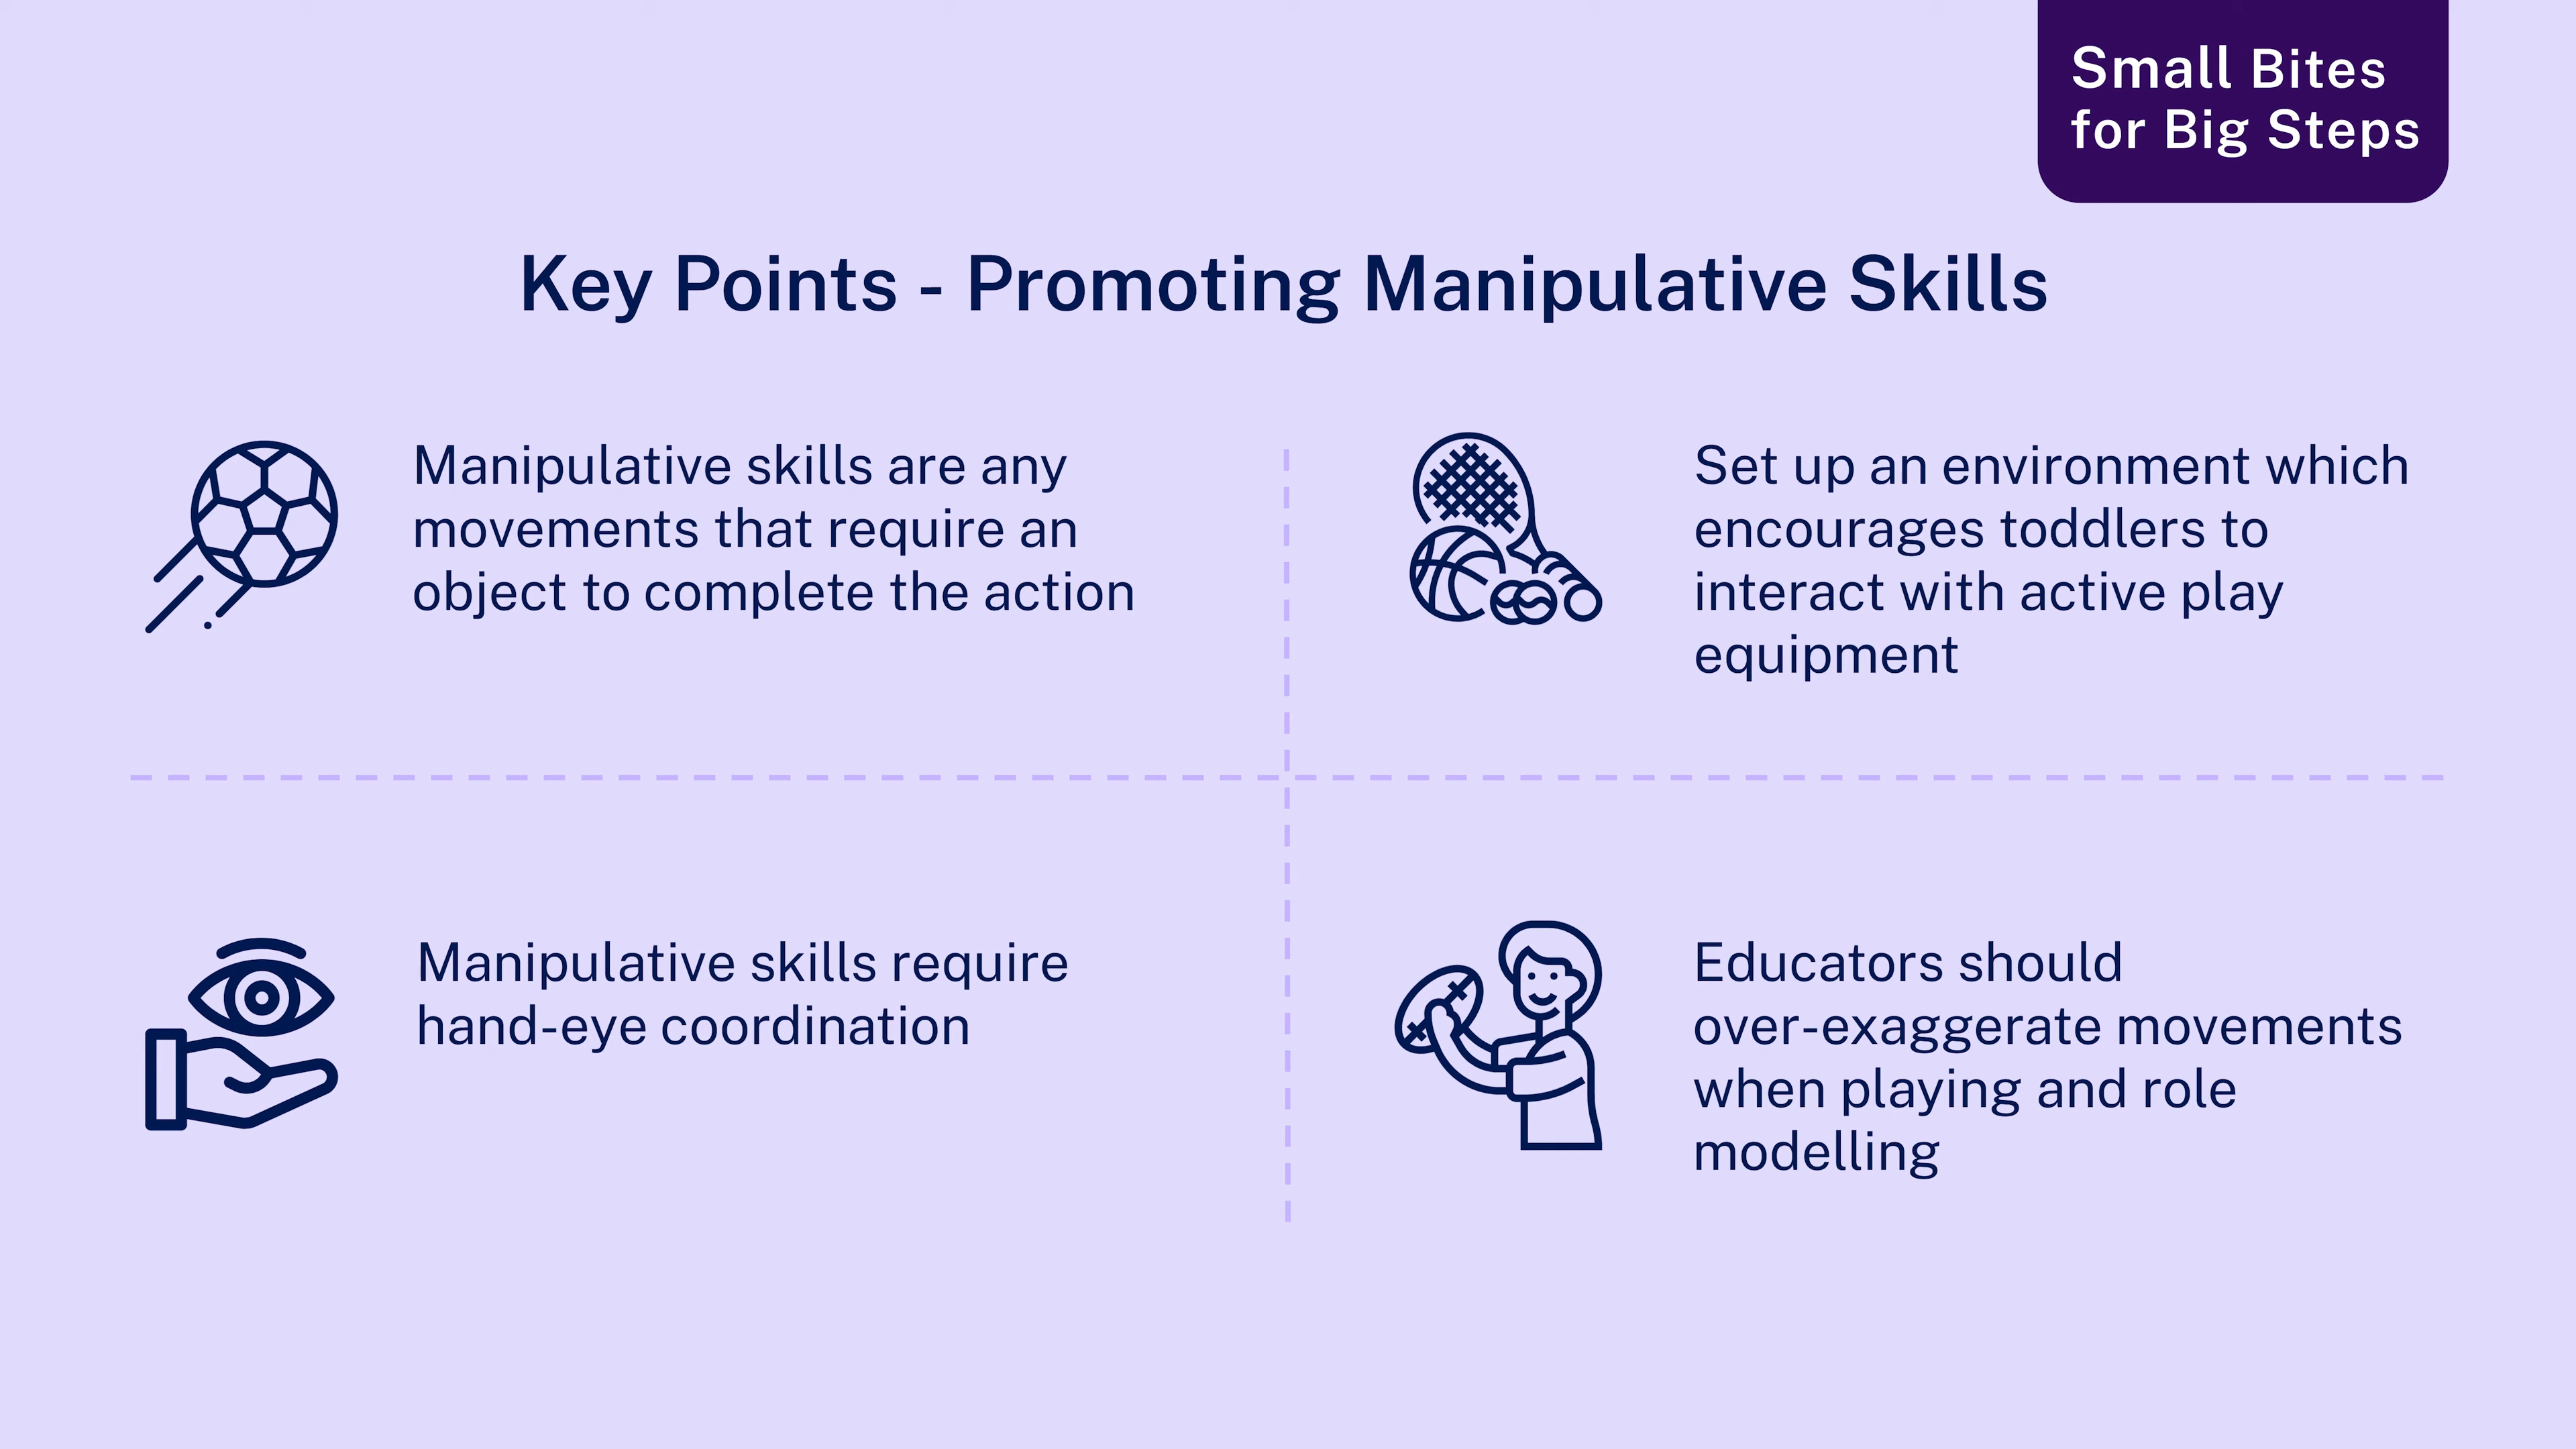 Small Bites
for Big Steps
Key Points - Promoting Manipulative Skills
Manipulative skills are any
movements that require an
object to complete the action
Set up an environment which
encourages toddlers to
interact with active play
equipment
Manipulative skills require
hand-eye coordination
Educators should
over-exaggerate movements
when playing and role
modelling